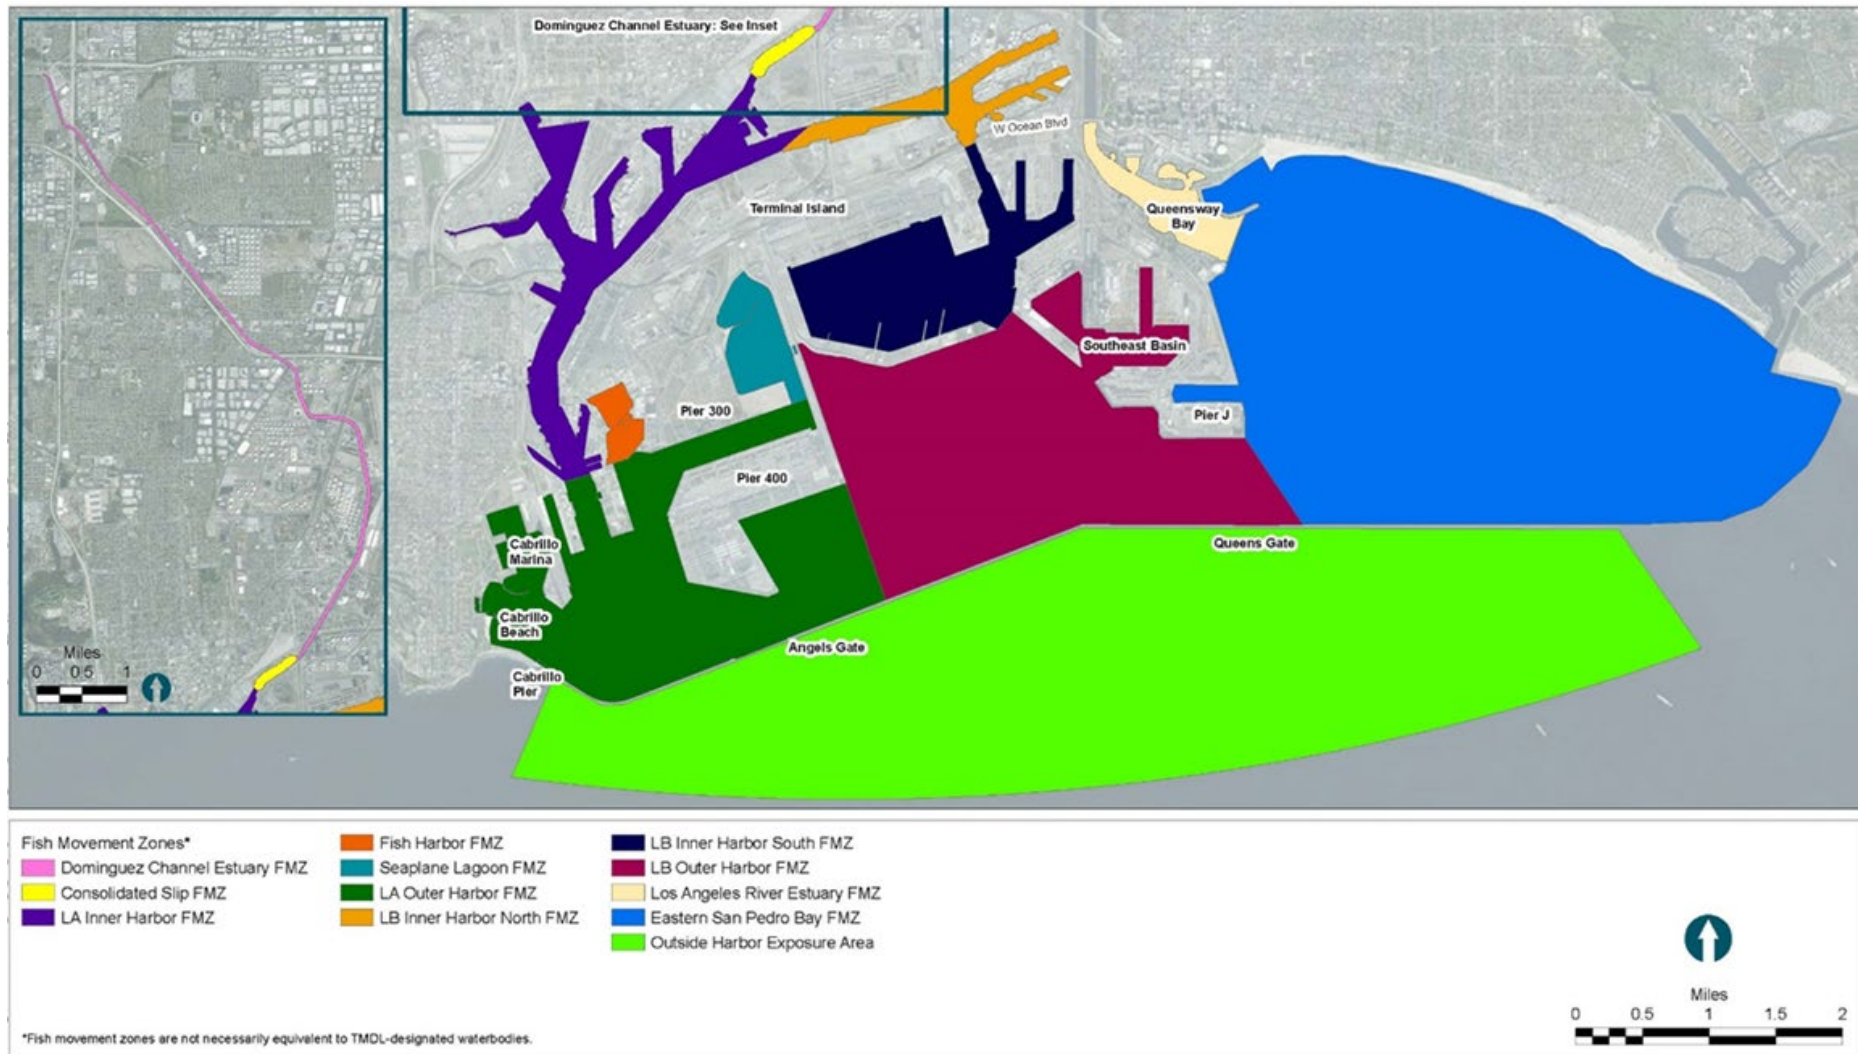 Dominguez Channel Estuary: See Inset
W Ocean Blvd
Terminal Island
Queensway
Bay
Southeast Basin
Pier 300
Pier J
Pier 400
Cabrillo
Marina
Queens Gate
Cabrillo
Beach
Angels Gate
Cabrillo
Pier
Miles
0 0.5 1
Fish Movement Zones*
Dominguez Channel Estuary FMZ
Consolidated Slip FMZ
LA Inner Harbor FMZ
Fish Harbor FMZ
Seaplane Lagoon FMZ
LA Outer Harbor FMZ
LB Inner Harbor North FMZ
LB Inner Harbor South FMZ
LB Outer Harbor FMZ
Los Angeles River Estuary FMZ
Eastern San Pedro Bay FMZ
Outside Harbor Exposure Area
Miles
0 0.5 1 1.5 2
*Fish movement zones are not necessarily equivalent to TMDL-designated waterbodies.